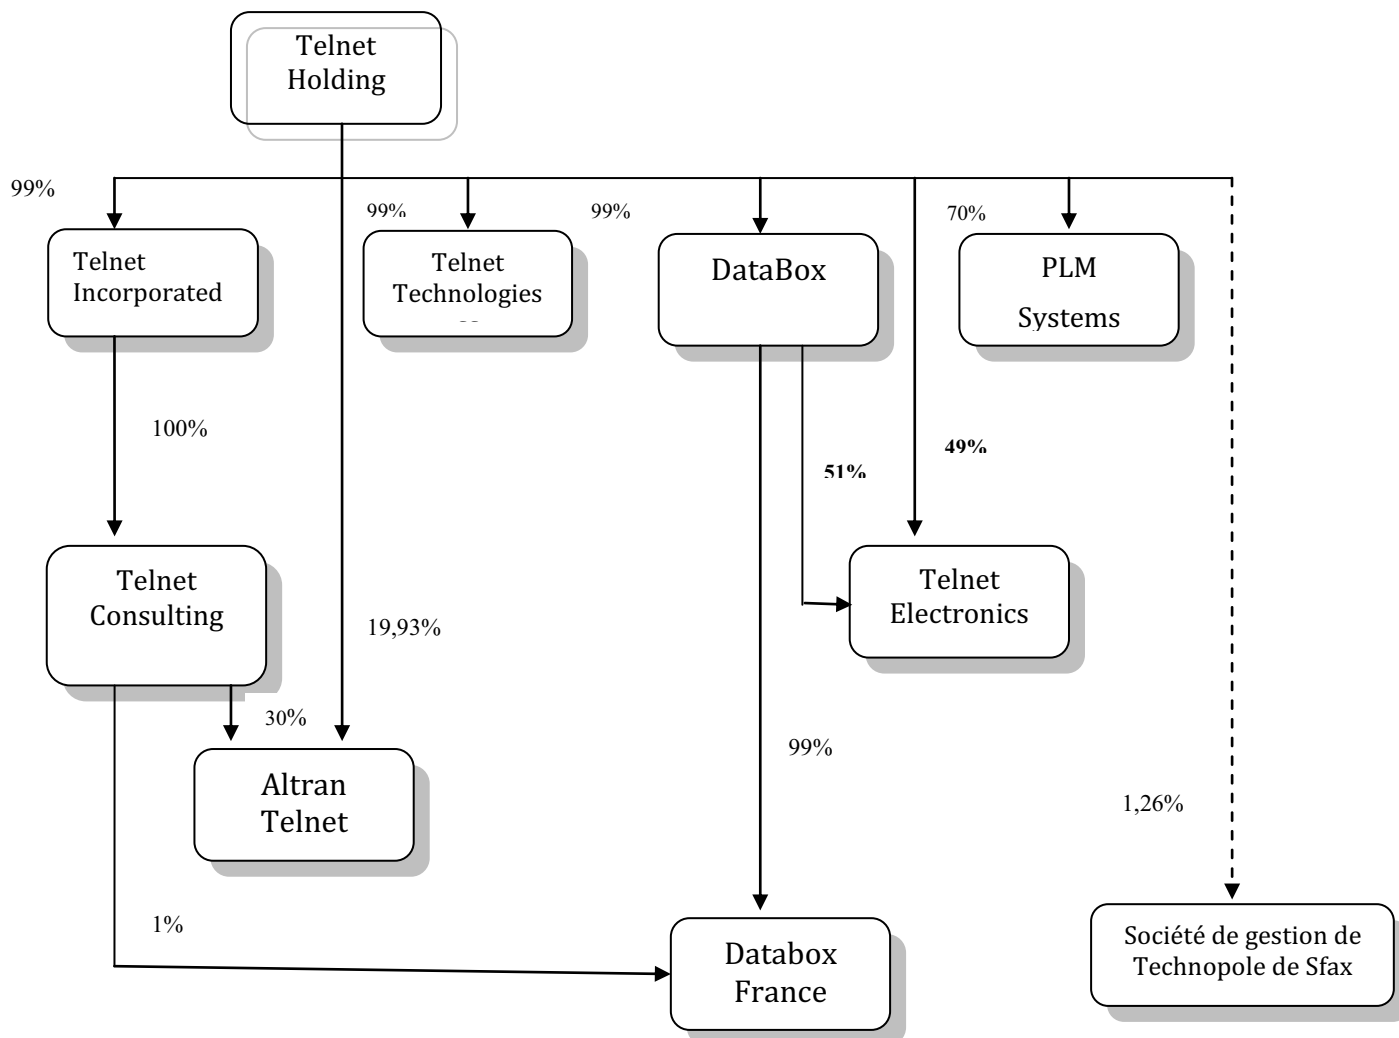 Telnet
Holding
99%
99%
99%
70%
Telnet
Incorporated
Telnet
Technologies
DataBox
PLM
Systems
100%
49%
51%
Telnet
Consulting
Telnet
Electronics
19,93%
30%
99%
Altran
Telnet
1,26%
1%
Databox
France
Société de gestion de
Technopole de Sfax